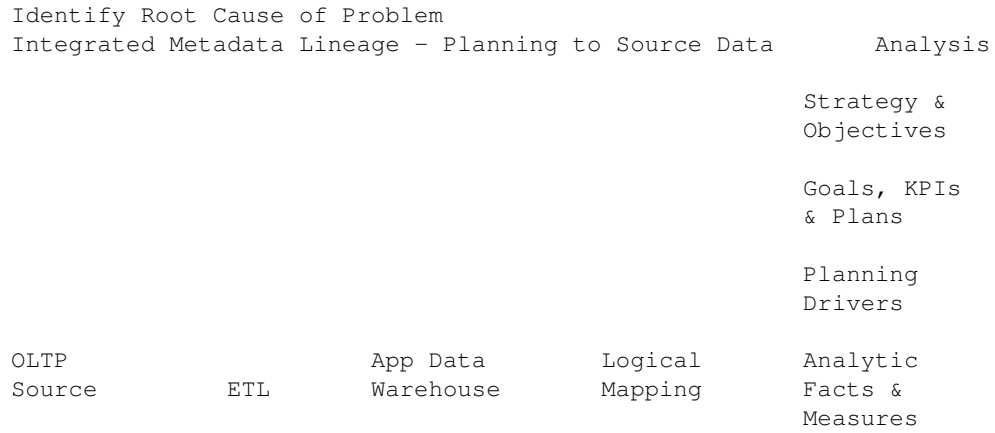 Identify Root Cause of Problem
Integrated Metadata Lineage – Planning to Source Data Analysis
Strategy &
Objectives
Goals, KPIs
& Plans
Planning
Drivers
OLTP App Data Logical Analytic
Source ETL Warehouse Mapping Facts &
Measures